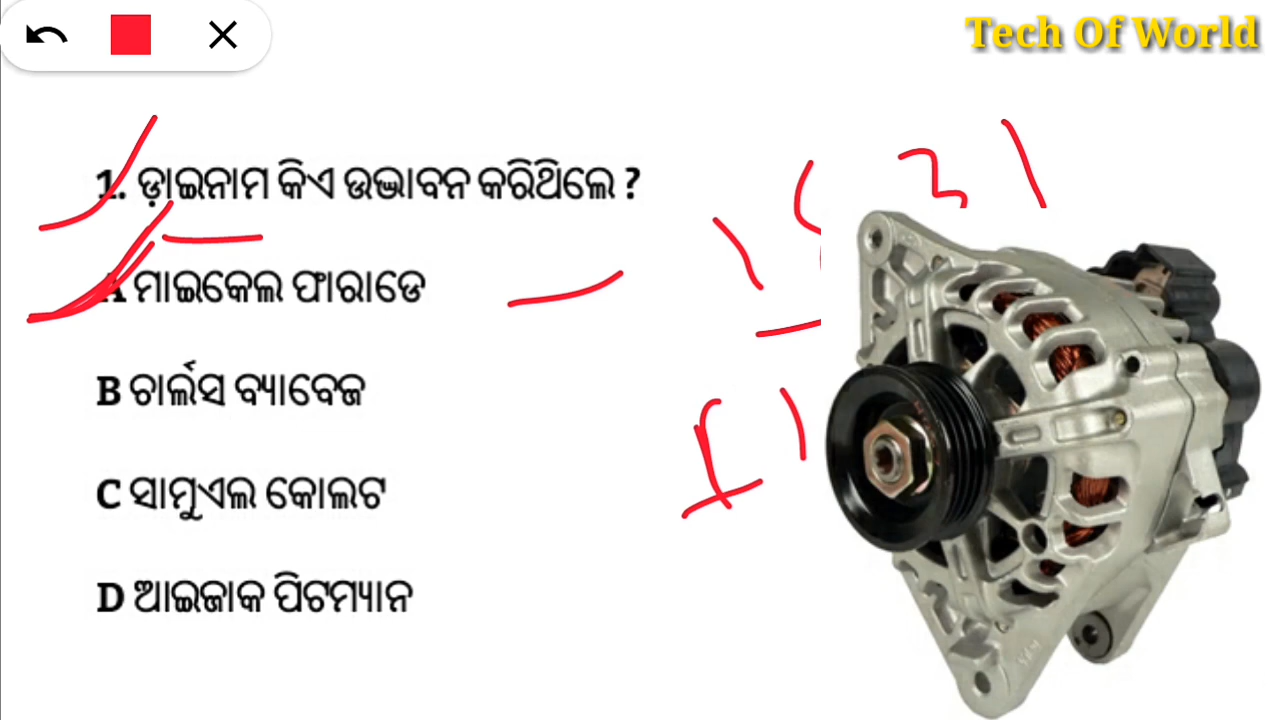 Tech Of World
1. ଡ଼ାଇନାମ କିଏ ଉଦ୍ଭାବନ କରିଥିଲେ ?
A ମାଇକେଲ ଫାରାଡେ
B ଚାର୍ଲସ ବ୍ୟାବେଜ
C ସାମୁଏଲ କୋଲଟ
D ଆଇଜାକ ପିଟମ୍ୟାନ